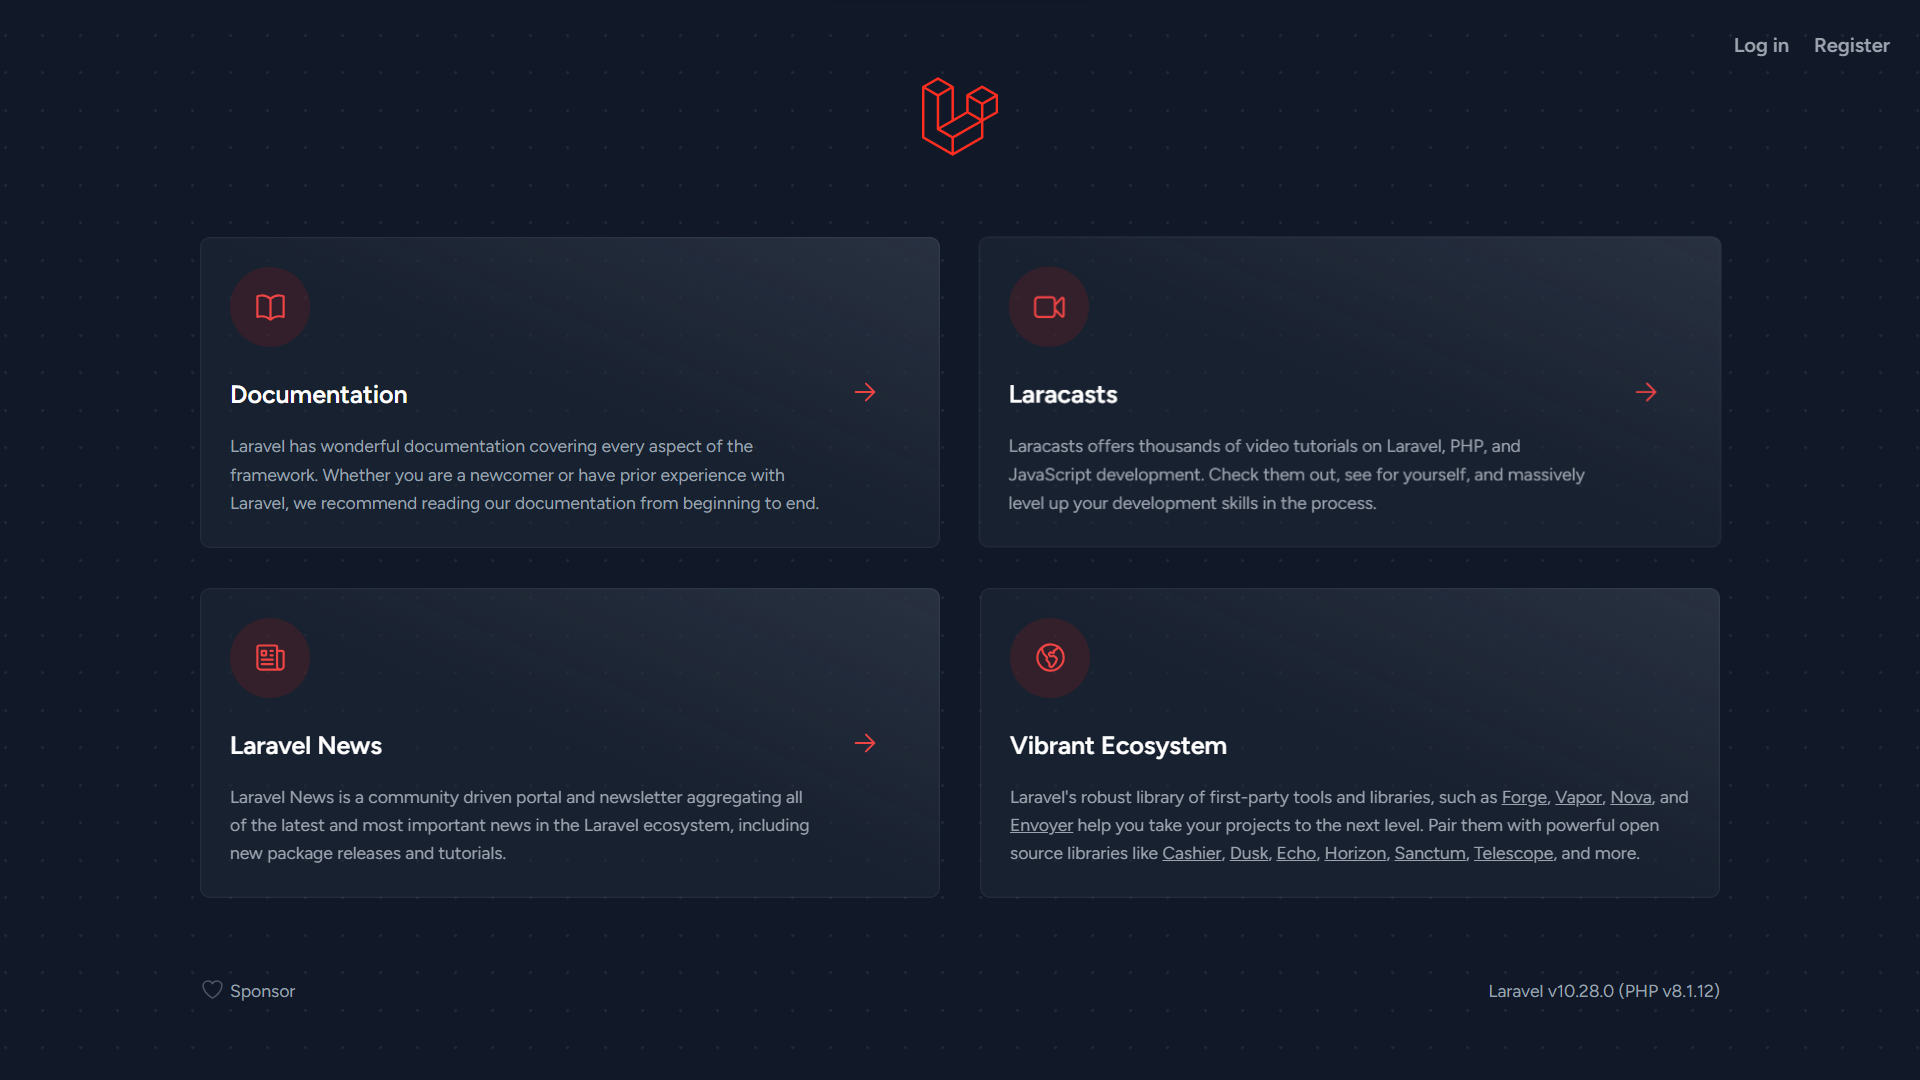 Log in Register
Documentation
Laravel has wonderful documentation covering every aspect of the
framework. Whether you are a newcomer or have prior experience with
Laravel, we recommend reading our documentation from beginning to end.
Laracasts
Laracasts offers thousands of video tutorials on Laravel, PHP, and
JavaScript development. Check them out, see for yourself, and massively
level up your development skills in the process.
Laravel News
Laravel News is a community driven portal and newsletter aggregating all
of the latest and most important news in the Laravel ecosystem, including
new package releases and tutorials.
Vibrant Ecosystem
Laravel's robust library of first-party tools and libraries, such as Forge, Vapor, Nova, and
Envoyer help you take your projects to the next level. Pair them with powerful open
source libraries like Cashier, Dusk, Echo, Horizon, Sanctum, Telescope, and more.
Sponsor
Laravel v10.28.0 (PHP v8.1.12)